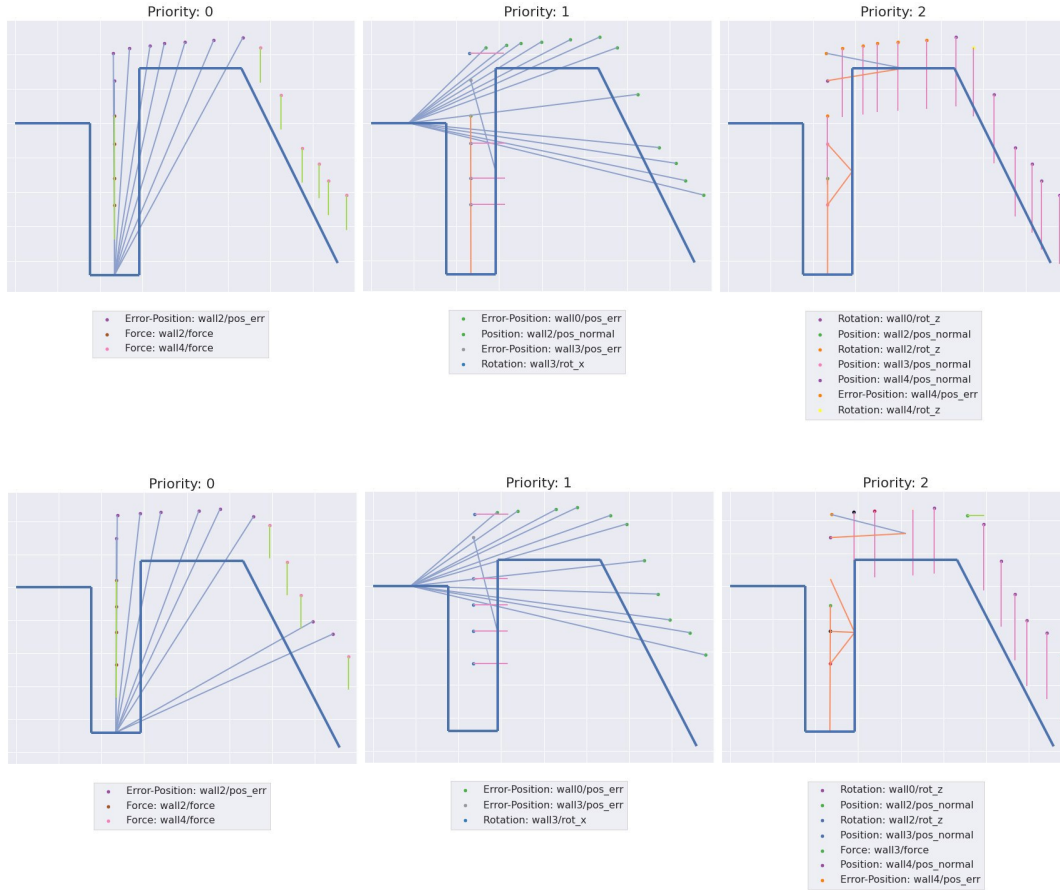 Priority: 0
Priority: 1
Priority: 2
Error-Position: wall2/pos_err
Force: wall2/force
Force: wall4/force
Error-Position: wall0/pos_err
Position: wall2/pos_normal
Error-Position: wall3/pos_err
Rotation: wall3/rot_x
Rotation: wall0/rot_z
Position: wall2/pos_normal
Rotation: wall2/rot_z
Position: wall3/pos_normal
Position: wall4/pos_normal
Error-Position: wall4/pos_err
Rotation: wall4/rot_z
Priority: 0
Priority: 1
Priority: 2
Error-Position: wall2/pos_err
Force: wall2/force
Force: wall4/force
Error-Position: wall0/pos_err
Error-Position: wall3/pos_err
Rotation: wall3/rot_x
Rotation: wall0/rot_z
Position: wall2/pos_normal
Rotation: wall2/rot_z
Position: wall3/pos_normal
Force: wall3/force
Position: wall4/pos_normal
Error-Position: wall4/pos_err